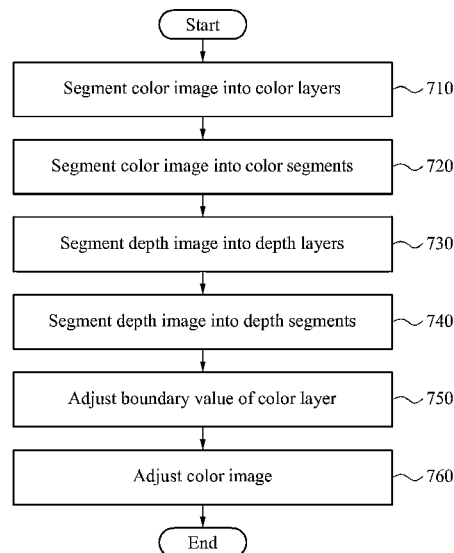 Start
Segment color image into color layers 710
Segment color image into color segments 720
Segment depth image into depth layers 730
Segment depth image into depth segments 740
Adjust boundary value of color layer 750
Adjust color image 760
End